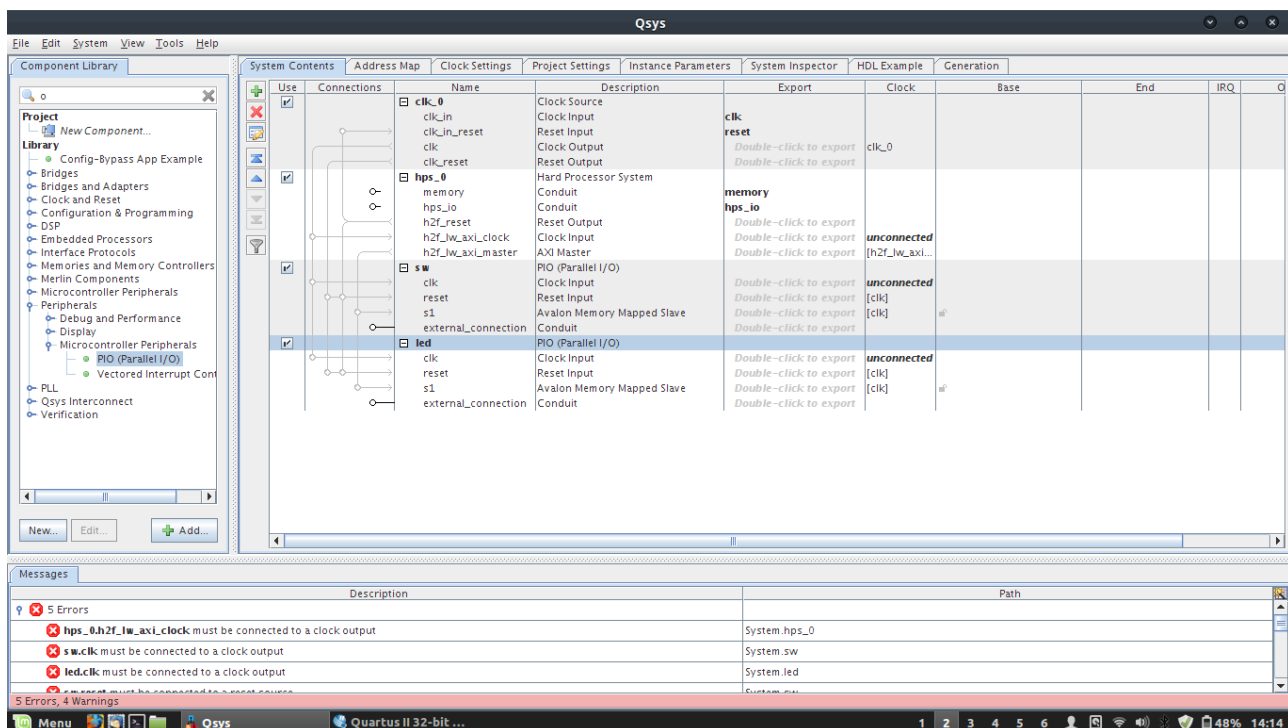 Qsys
File Edit System View Tools Help
Component Library
o
Project
New Component...
Library
Config-Bypass App Example
Bridges
Bridges and Adapters
Clock and Reset
Configuration & Programming
DSP
Embedded Processors
Interface Protocols
Memories and Memory Controllers
Merlin Components
Microcontroller Peripherals
Peripherals
Debug and Performance
Display
Microcontroller Peripherals
PIO (Parallel I/O)
Vectored Interrupt Cont
PLL
Qsys Interconnect
Verification
New... Edit... Add...
System Contents Address Map Clock Settings Project Settings Instance Parameters System Inspector HDL Example Generation
Use Connections Name Description Export Clock Base End IRQ O
clk_0 Clock Source
clk_in Clock Input clk
clk_in_reset Reset Input reset
clk Clock Output Double-click to export clk_0
clk_reset Reset Output Double-click to export
hps_0 Hard Processor System
memory Conduit memory
hps_io Conduit hps_io
h2f_reset Reset Output Double-click to export
h2f_lw_axi_clock Clock Input Double-click to export unconnected
h2f_lw_axi_master AXI Master Double-click to export [h2f_lw_axi...
sw PIO (Parallel I/O)
clk Clock Input Double-click to export unconnected
reset Reset Input Double-click to export [clk]
s1 Avalon Memory Mapped Slave Double-click to export [clk]
external_connection Conduit Double-click to export
led PIO (Parallel I/O)
clk Clock Input Double-click to export unconnected
reset Reset Input Double-click to export [clk]
s1 Avalon Memory Mapped Slave Double-click to export [clk]
external_connection Conduit Double-click to export
Messages
Description Path
5 Errors
hps_0.h2f_lw_axi_clock must be connected to a clock output System.hps_0
sw.clk must be connected to a clock output System.sw
led.clk must be connected to a clock output System.led
sw.reset must be connected to a reset source System.sw
5 Errors, 4 Warnings
Menu Qsys Quartus II 32-bit ... 1 2 3 4 5 6 48% 14:14